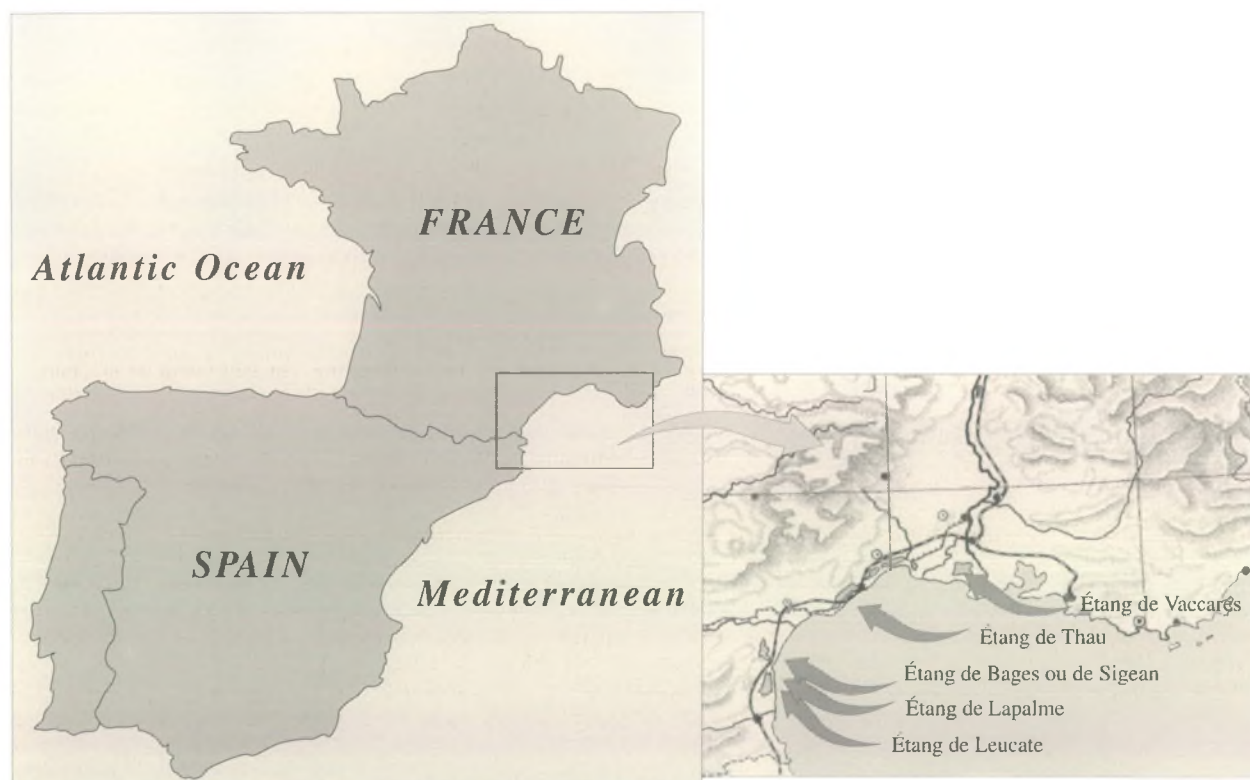 FRANCE
Atlantic Ocean
SPAIN
Mediterranean
Étang de Vaccarès
Étang de Thau
Étang de Bages ou de Sigean
Étang de Lapalme
Étang de Leucate